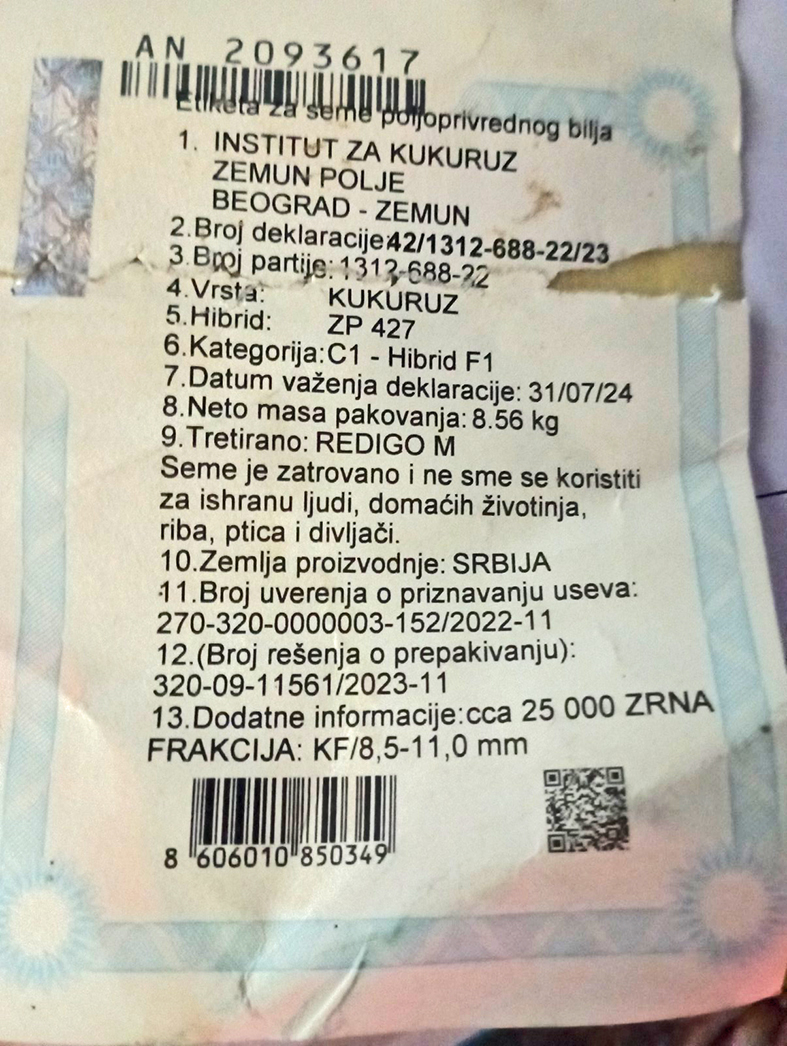 AN 2093617
Etiketa za seme poljoprivrednog bilja
1. INSTITUT ZA KUKURUZ
ZEMUN POLJE
BEOGRAD - ZEMUN
2.Broj deklaracije42/1312-688-22/23
3.Broj partije:1312-688-22
4.Vrsta: KUKURUZ
5.Hibrid: ZP 427
6.Kategorija:C1 - Hibrid F1
7.Datum važenja deklaracije: 31/07/24
8.Neto masa pakovanja: 8.56 kg
9.Tretirano: REDIGO M
Seme je zatrovano i ne sme se koristiti
za ishranu ljudi, domaćih životinja,
riba, ptica i divljači.
10.Zemlja proizvodnje: SRBIJA
11.Broj uverenja o priznavanju useva:
270-320-0000003-152/2022-11
12.(Broj rešenja o prepakivanju):
320-09-11561/2023-11
13.Dodatne informacije:cca 25 000 ZRNA
FRAKCIJA: KF/8,5-11,0 mm
8 606010 850349